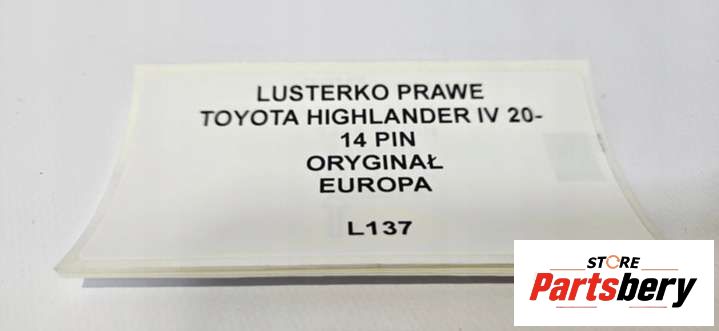 LUSTERKO PRAWE
TOYOTA HIGHLANDER IV 20-
14 PIN
ORYGINAŁ
EUROPA
L137
STORE
Partsbery